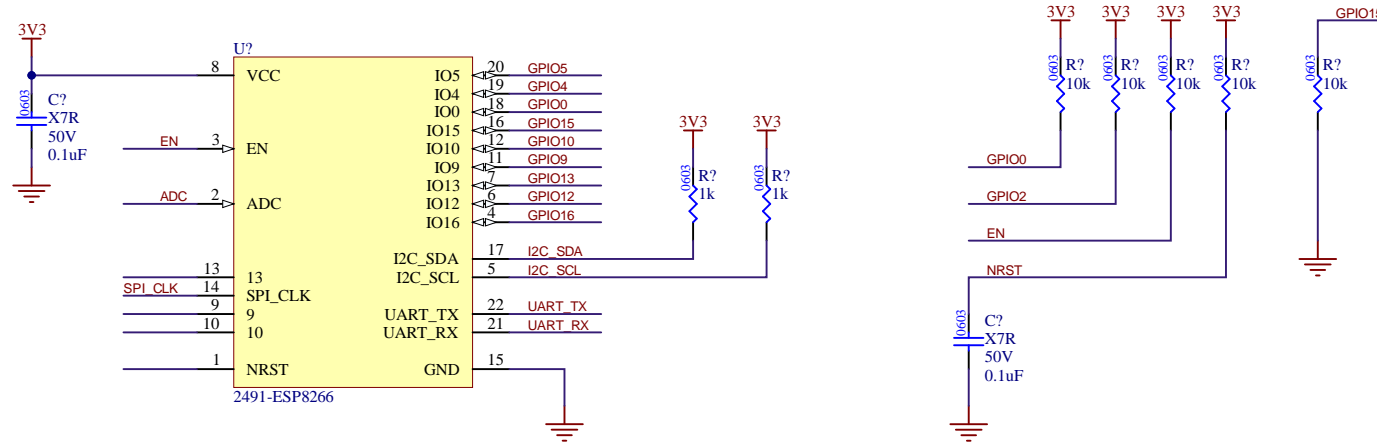 3V3
C?
X7R
50V
0.1uF
0603
U?
8 VCC
EN 3 EN
ADC 2 ADC
13 13
SPI_CLK 14 SPI_CLK
9 9
10 10
1 NRST
IO5 20 GPIO5
IO4 19 GPIO4
IO0 18 GPIO0
IO15 16 GPIO15
IO10 12 GPIO10
IO9 11 GPIO9
IO13 7 GPIO13
IO12 6 GPIO12
IO16 4 GPIO16
I2C_SDA 17 I2C_SDA
I2C_SCL 5 I2C_SCL
UART_TX 22 UART_TX
UART_RX 21 UART_RX
GND 15
2491-ESP8266
3V3 3V3
0603 R?
1k
0603 R?
1k
3V3 3V3 3V3 3V3
0603 R?
10k
0603 R?
10k
0603 R?
10k
0603 R?
10k
GPIO15
0603 R?
10k
GPIO0
GPIO2
EN
NRST
0603
C?
X7R
50V
0.1uF